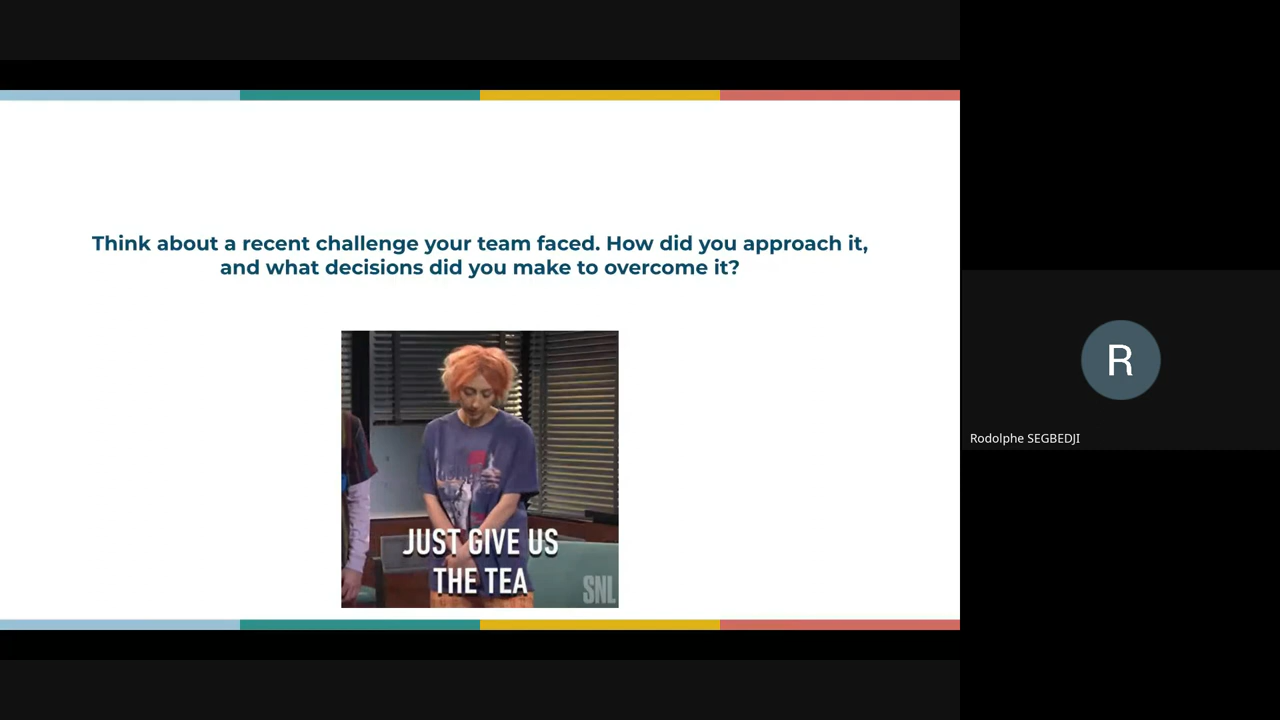 Think about a recent challenge your team faced. How did you approach it,
and what decisions did you make to overcome it?
JUST GIVE US
THE TEA
SNL
R
Rodolphe SEGBEDJI